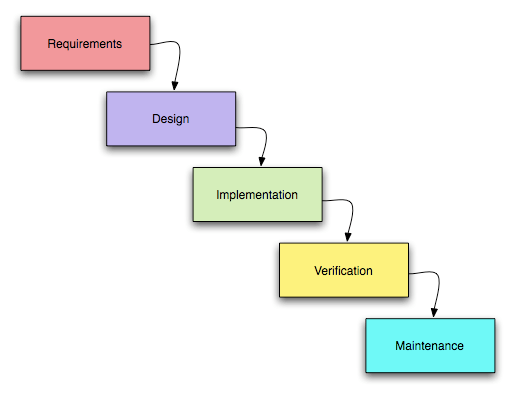 Requirements
Design
Implementation
Verification
Maintenance